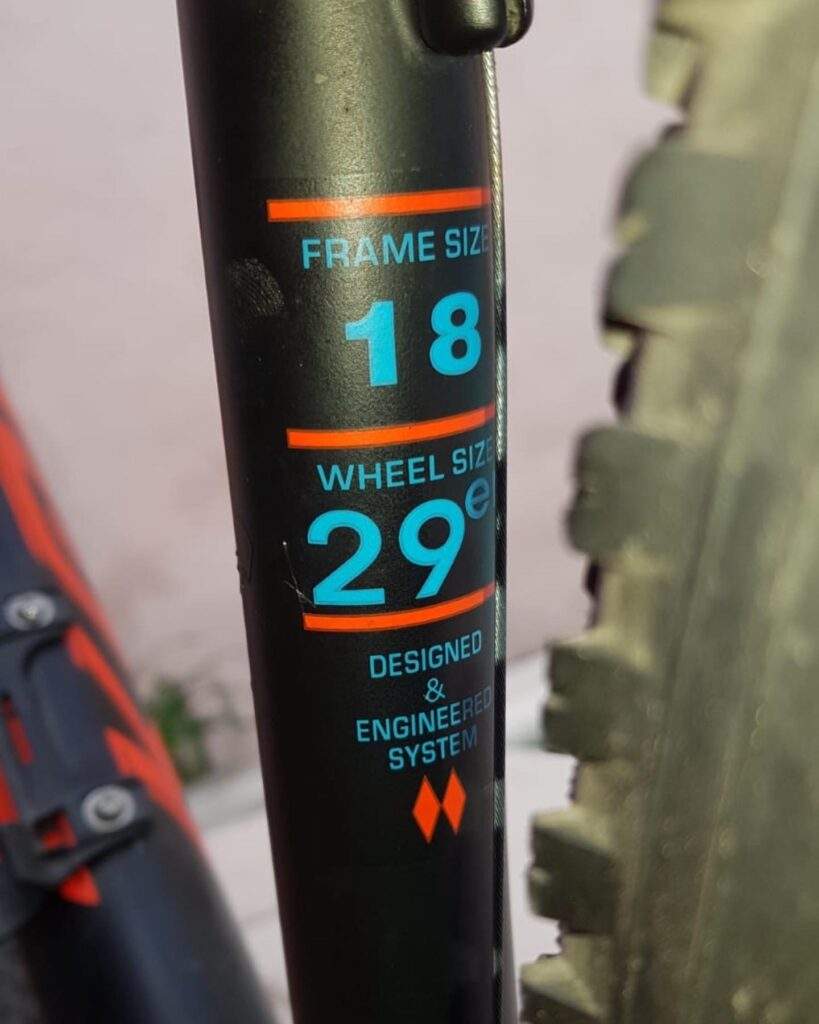 FRAME SIZE
18
WHEEL SIZE
29e
DESIGNED
&
ENGINEERED
SYSTEM